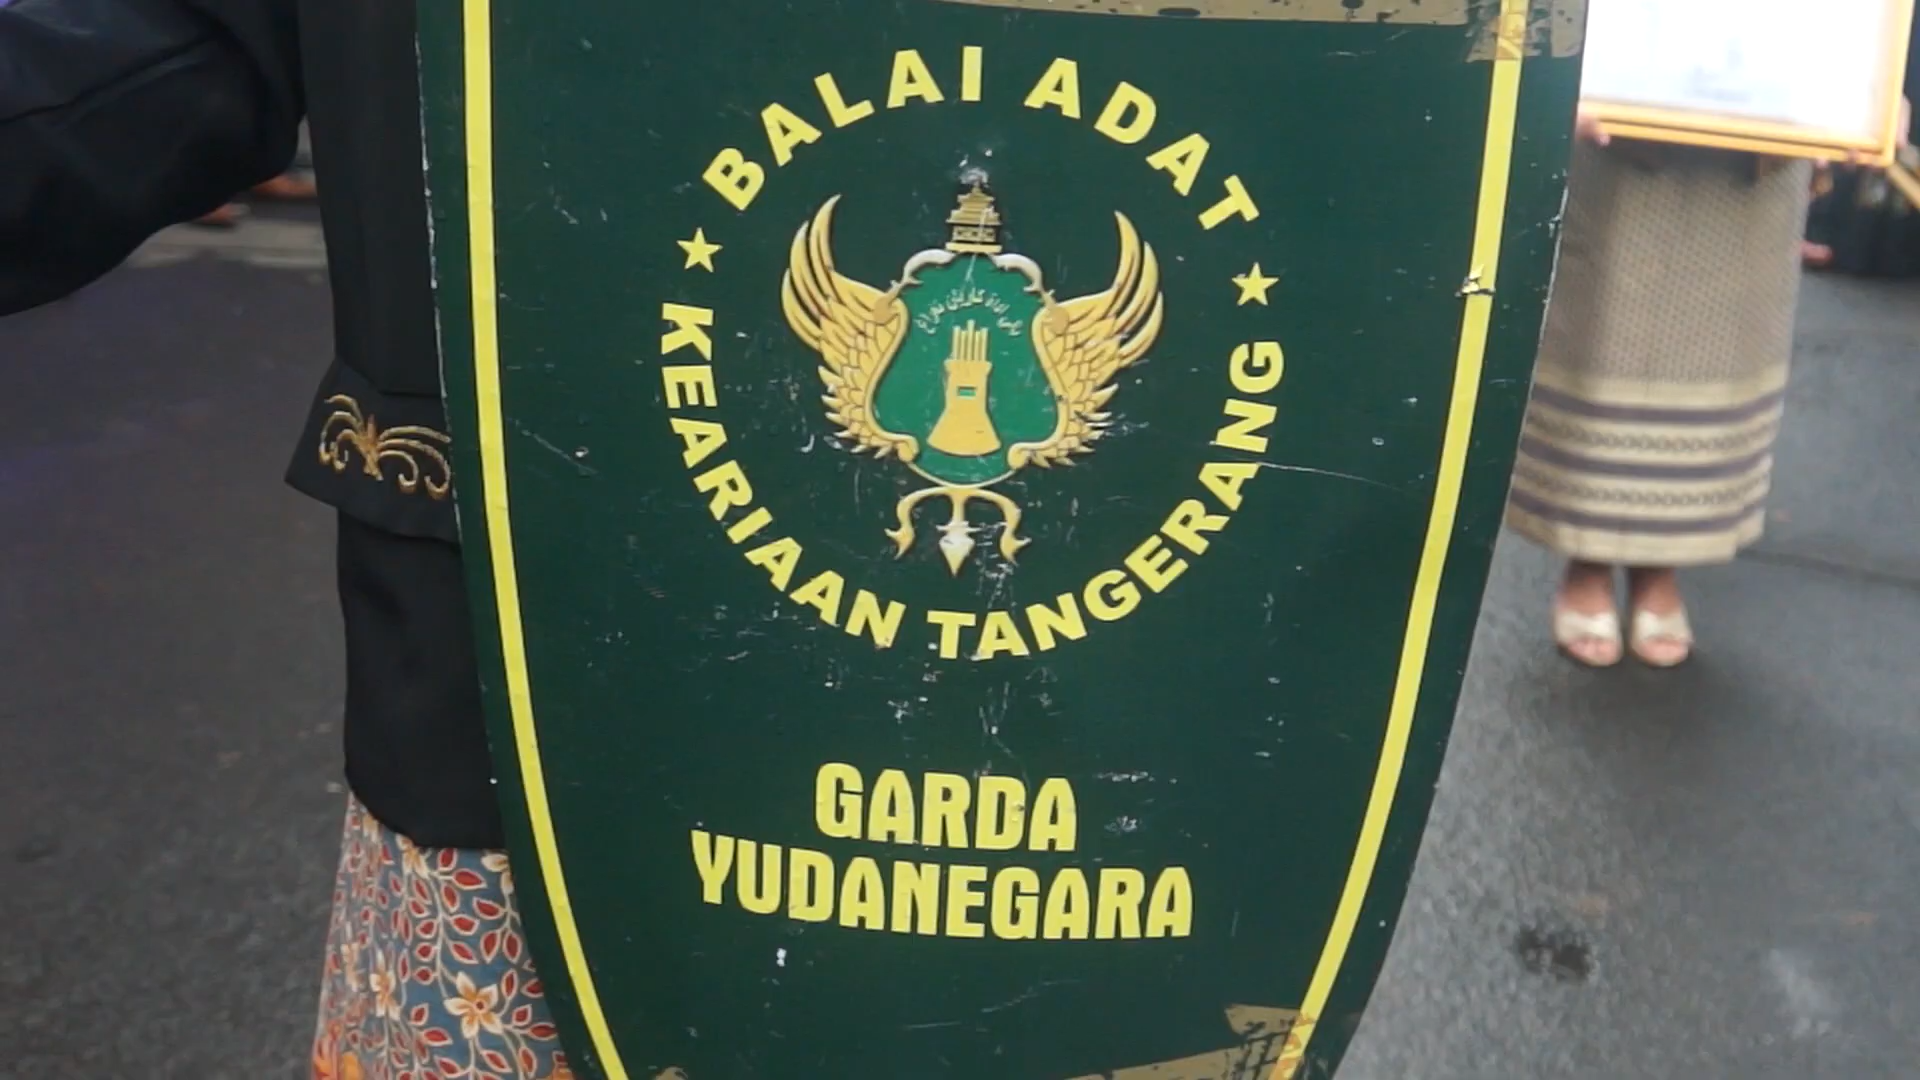 BALAI ADAT
★ KEARIAAN TANGERANG ★
GARDA
YUDANEGARA